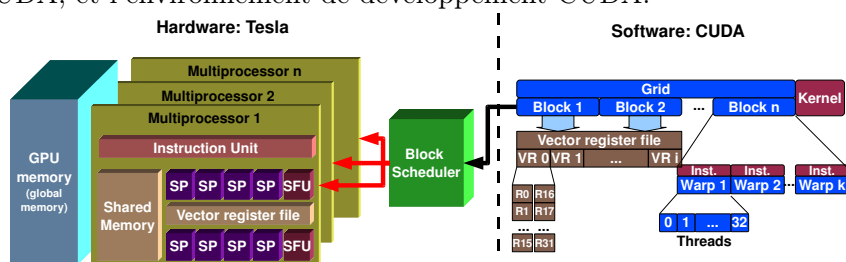 CUDA, et l'environnement de développement CUDA.
Hardware: Tesla
Software: CUDA
Multiprocessor n
Multiprocessor 2
Multiprocessor 1
Instruction Unit
GPU
memory
(global
memory)
Shared
Memory
SP SP SP SP SFU
Vector register file
SP SP SP SP SFU
Block
Scheduler
Grid
Kernel
Block 1 Block 2 ... Block n
Vector register file
VR 0 VR 1 ... VR i
R0 R16
R1 R17
... ...
R15 R31
Inst. Inst. Inst.
Warp 1 Warp 2 ... Warp k
0 1 ... 32
Threads